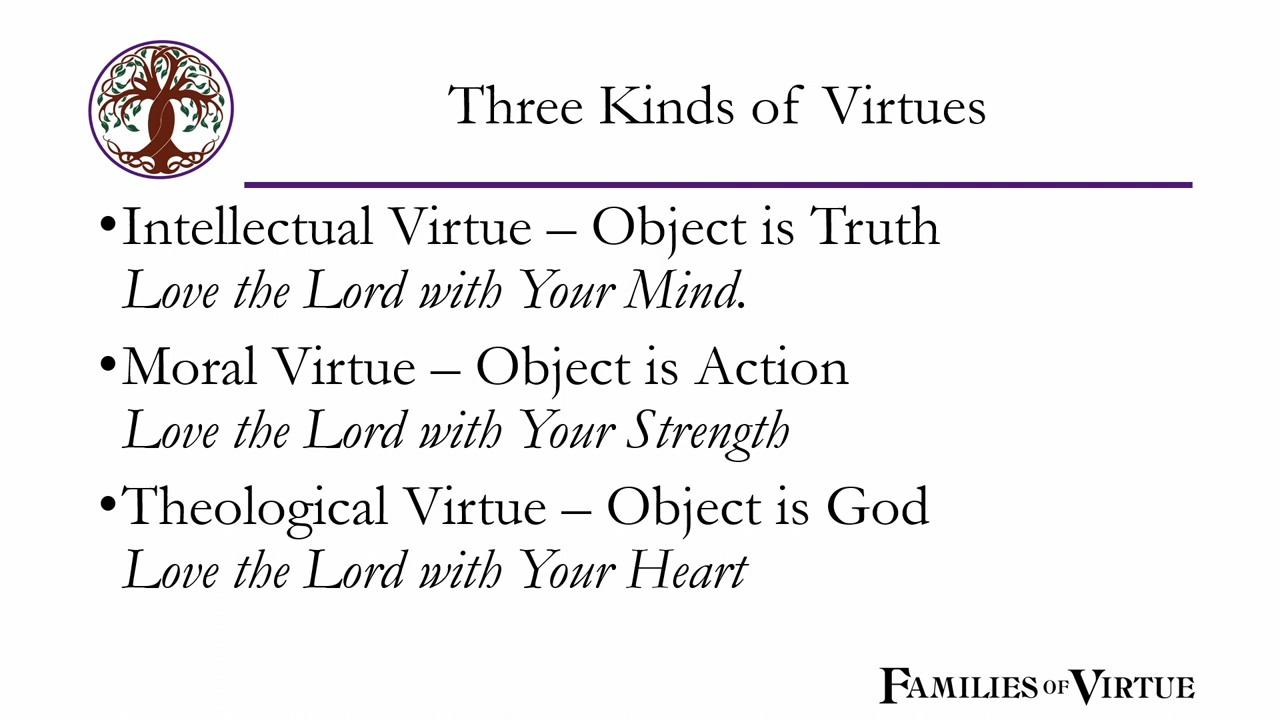 Three Kinds of Virtues
•Intellectual Virtue – Object is Truth
Love the Lord with Your Mind.
•Moral Virtue – Object is Action
Love the Lord with Your Strength
•Theological Virtue – Object is God
Love the Lord with Your Heart
FAMILIES OF VIRTUE